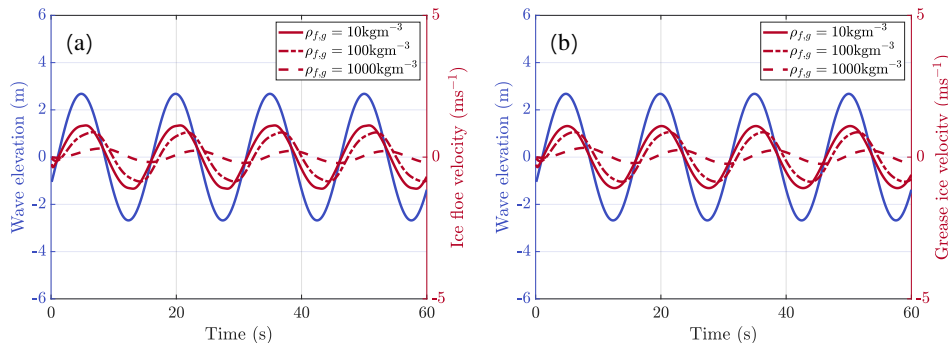 (a)
ρf,g = 10kgm−3
ρf,g = 100kgm−3
ρf,g = 1000kgm−3
Wave elevation (m)
6
4
2
0
-2
-4
-6
5
0
-5
Ice floe velocity (ms−1)
0
20
40
60
Time (s)
(b)
ρf,g = 10kgm−3
ρf,g = 100kgm−3
ρf,g = 1000kgm−3
Wave elevation (m)
6
4
2
0
-2
-4
-6
5
0
-5
Grease ice velocity (ms−1)
0
20
40
60
Time (s)